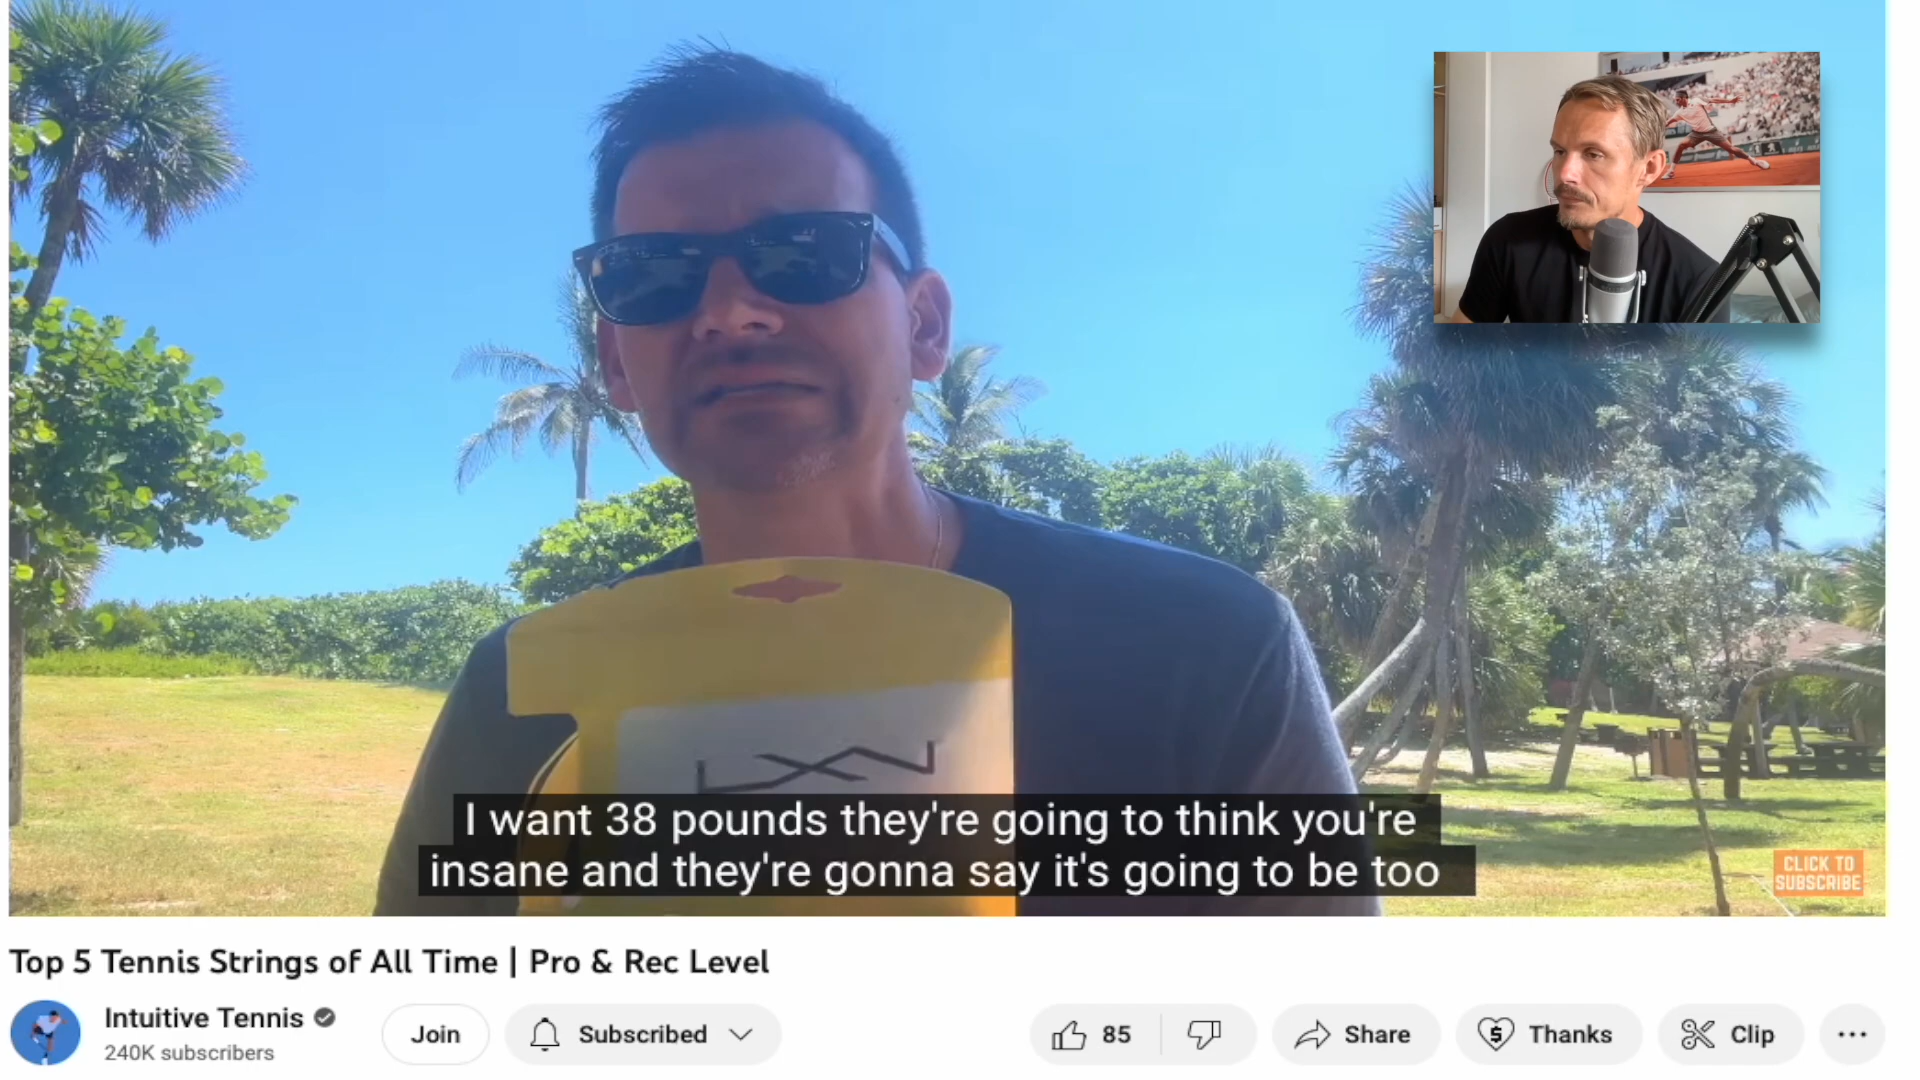 LXN
I want 38 pounds they're going to think you're
insane and they're gonna say it's going to be too
CLICK TO
SUBSCRIBE
Top 5 Tennis Strings of All Time | Pro & Rec Level
Intuitive Tennis
240K subscribers
Join
Subscribed
85
Share
Thanks
Clip